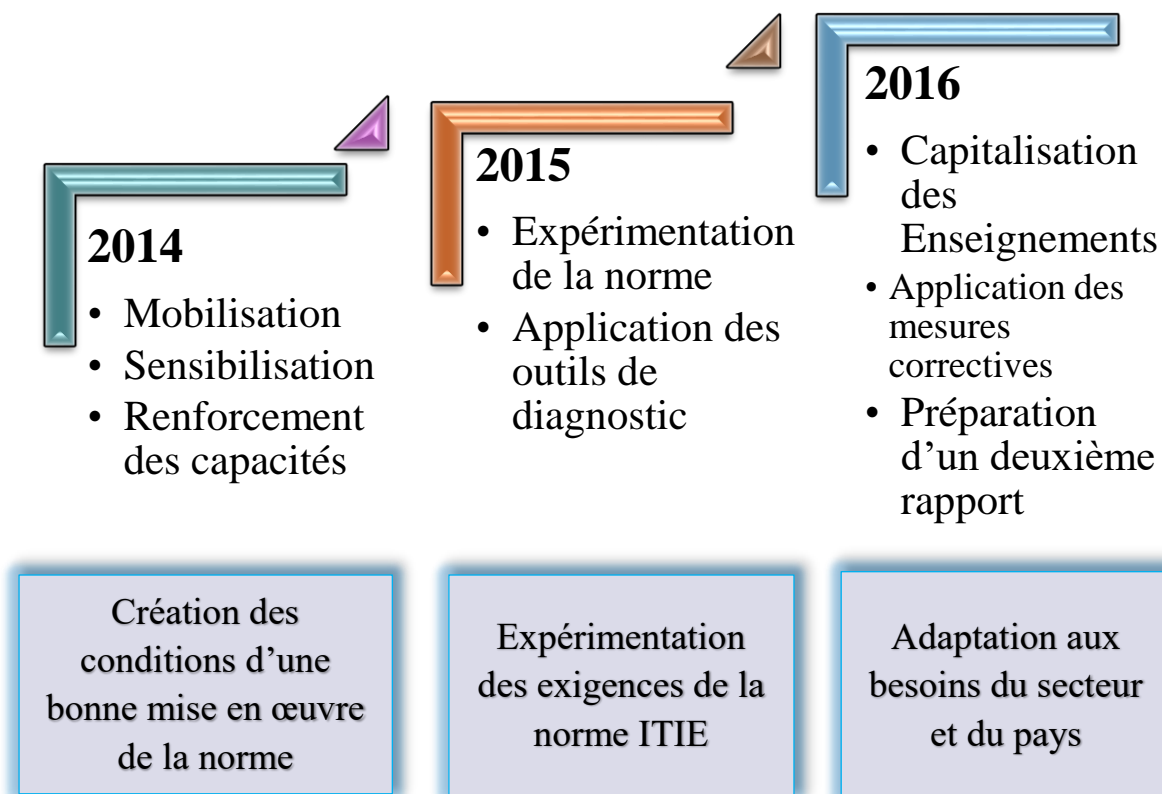 2014
• Mobilisation
• Sensibilisation
• Renforcement
des capacités
2015
• Expérimentation
de la norme
• Application des
outils de
diagnostic
2016
• Capitalisation
des
Enseignements
• Application des
mesures
correctives
• Préparation
d’un deuxième
rapport
Création des
conditions d’une
bonne mise en œuvre
de la norme
Expérimentation
des exigences de la
norme ITIE
Adaptation aux
besoins du secteur
et du pays